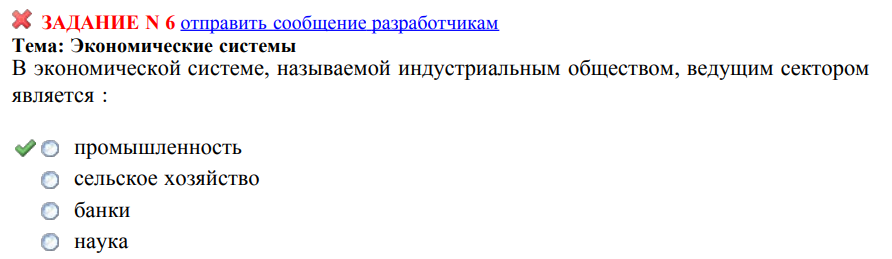 ЗАДАНИЕ N 6 отправить сообщение разработчикам
Тема: Экономические системы
В экономической системе, называемой индустриальным обществом, ведущим сектором
является :
промышленность
сельское хозяйство
банки
наука